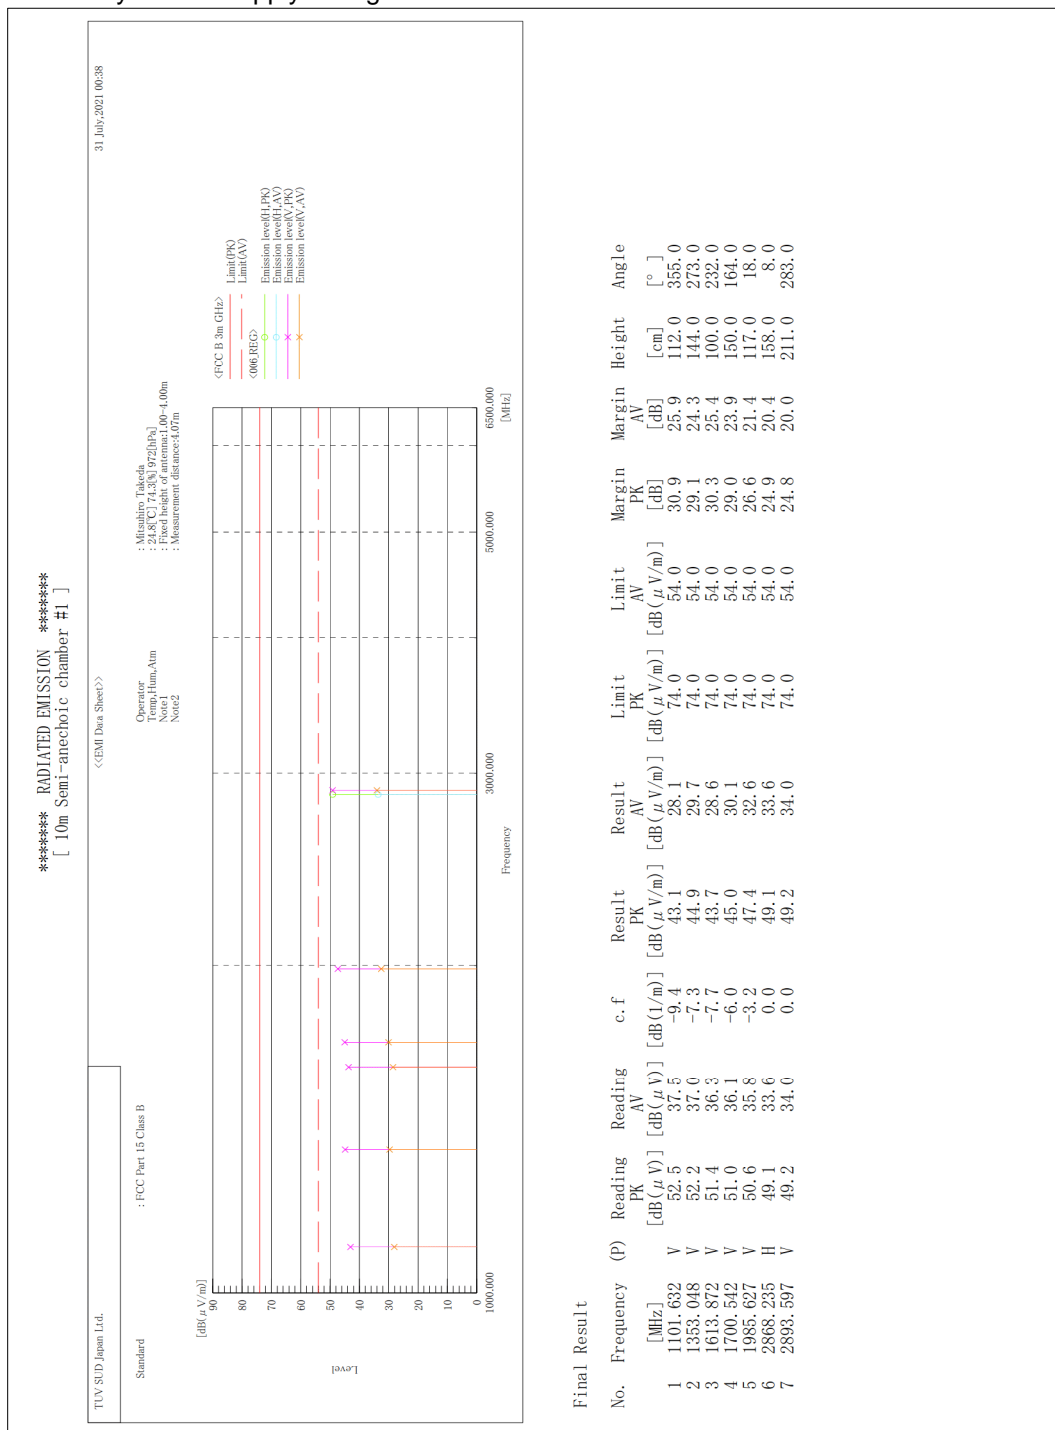 ******* RADIATED EMISSION *******
[ 10m Semi-anechoic chamber #1 ]
TUV SUD Japan Ltd.
<<EMI Data Sheet>>
31 July,2021 00:38
Standard : FCC Part 15 Class B
Operator : Mitsuhiro Takeda
Temp,Hum,Atm : 24.8[℃] 74.3[%] 972[hPa]
Note1 : Fixed height of antenna:1.00-4.00m
Note2 : Measurement distance:4.07m
[dB(μV/m)]
90
80
70
60
50
40
30
20
10
0
Level
1000.000
3000.000
5000.000
6500.000
[MHz]
Frequency
<FCC B 3m GHz>
Limit(PK)
Limit(AV)
<006_REG>
Emission level(H,PK)
Emission level(H,AV)
Emission level(V,PK)
Emission level(V,AV)
Final Result
No. Frequency (P) Reading Reading c.f Result Result Limit Limit Margin Margin Height Angle
PK AV PK AV PK AV PK AV
[MHz] [dB(μV)] [dB(μV)] [dB(1/m)] [dB(μV/m)] [dB(μV/m)] [dB(μV/m)] [dB(μV/m)] [dB] [dB] [cm] [°]
1 1101.632 V 52.5 37.5 -9.4 43.1 28.1 74.0 54.0 30.9 25.9 112.0 355.0
2 1353.048 V 52.2 37.0 -7.3 44.9 29.7 74.0 54.0 29.1 24.3 144.0 273.0
3 1613.872 V 51.4 36.3 -7.7 43.7 28.6 74.0 54.0 30.3 25.4 100.0 232.0
4 1700.542 V 51.0 36.1 -6.0 45.0 30.1 74.0 54.0 29.0 23.9 150.0 164.0
5 1985.627 V 50.6 35.8 -3.2 47.4 32.6 74.0 54.0 26.6 21.4 117.0 18.0
6 2868.235 H 49.1 33.6 0.0 49.1 33.6 74.0 54.0 24.9 20.4 158.0 8.0
7 2893.597 V 49.2 34.0 0.0 49.2 34.0 74.0 54.0 24.8 20.0 211.0 283.0